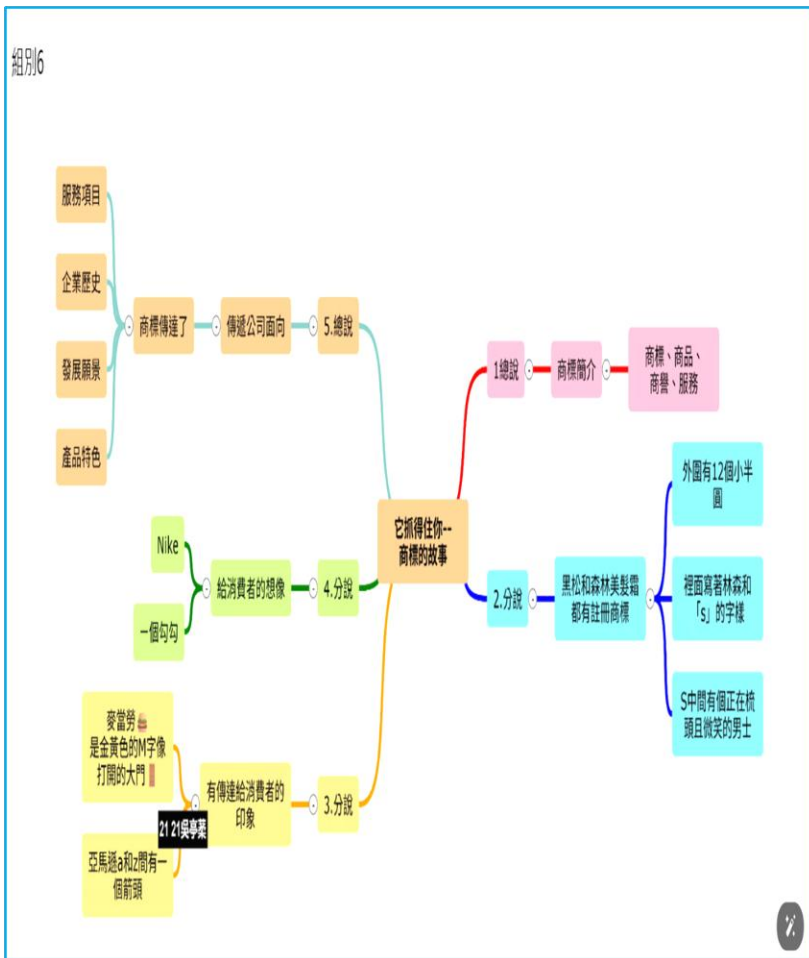 組別6
它抓得住你--
商標的故事
1總說
商標簡介
商標、商品、
商譽、服務
2.分說
黑松和森林美髮霜
都有註冊商標
外圍有12個小半
圓
裡面寫著林森和
「s」的字樣
S中間有個正在梳
頭且微笑的男士
3.分說
有傳達給消費者的
印象
麥當勞🍔
是金黃色的M字像
打開的大門🚪
亞馬遜a和z間有一
個箭頭
21 21吳亭葇
4.分說
給消費者的想像
Nike
一個勾勾
5.總說
傳遞公司面向
商標傳達了
服務項目
企業歷史
發展願景
產品特色